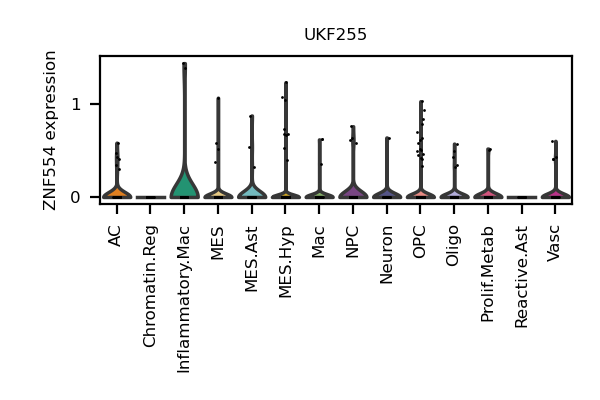 UKF255
ZNF554 expression
1
0
AC
Chromatin.Reg
Inflammatory.Mac
MES
MES.Ast
MES.Hyp
Mac
NPC
Neuron
OPC
Oligo
Prolif.Metab
Reactive.Ast
Vasc